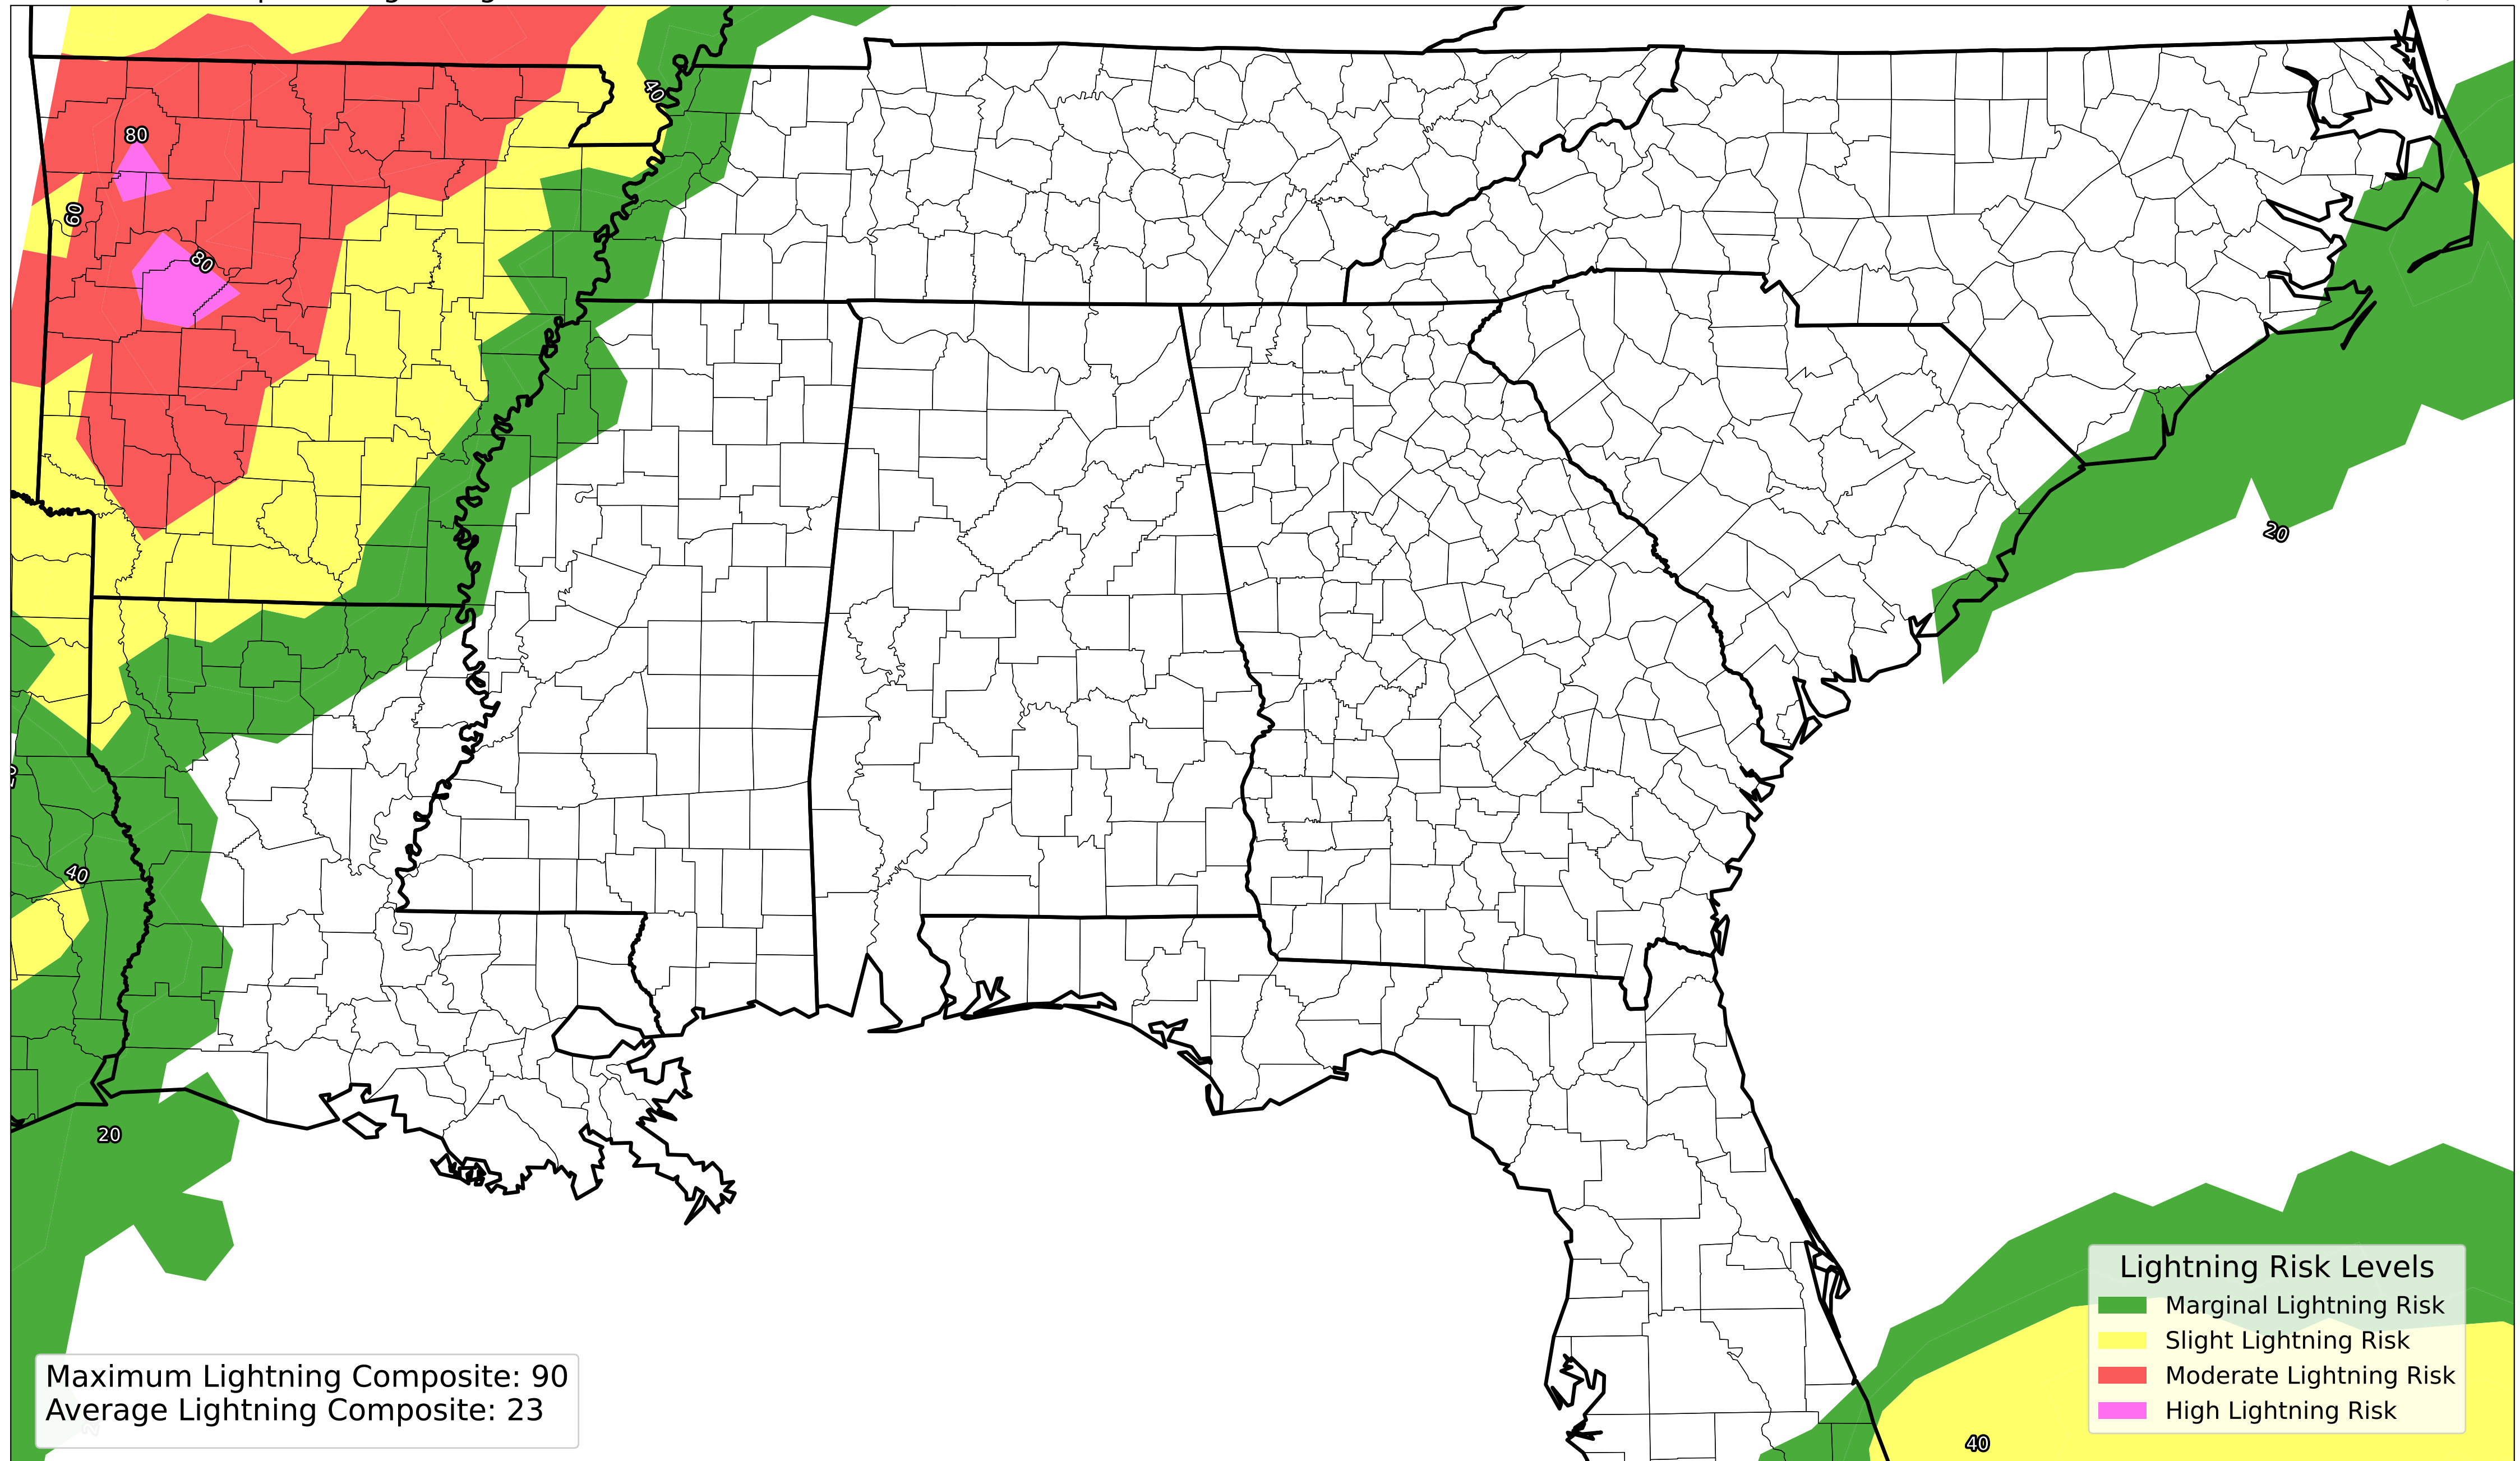 40
80
60
80
20
40
20
Lightning Risk Levels
Marginal Lightning Risk
Slight Lightning Risk
Moderate Lightning Risk
High Lightning Risk
Maximum Lightning Composite: 90
Average Lightning Composite: 23
40